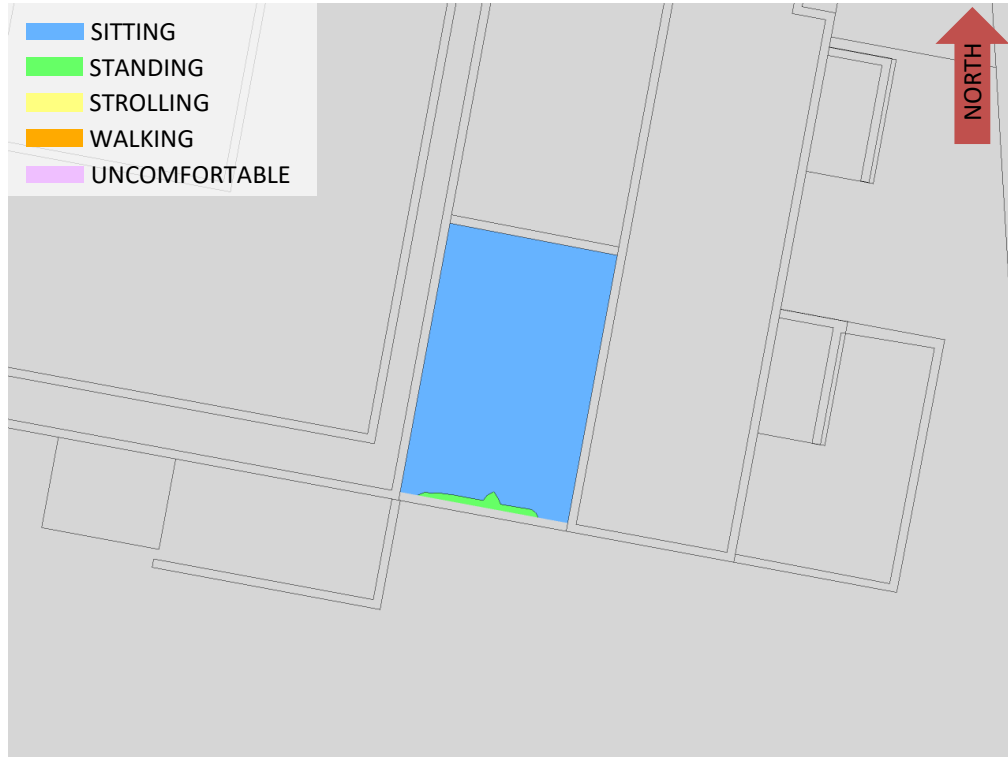 SITTING
STANDING
STROLLING
WALKING
UNCOMFORTABLE
NORTH